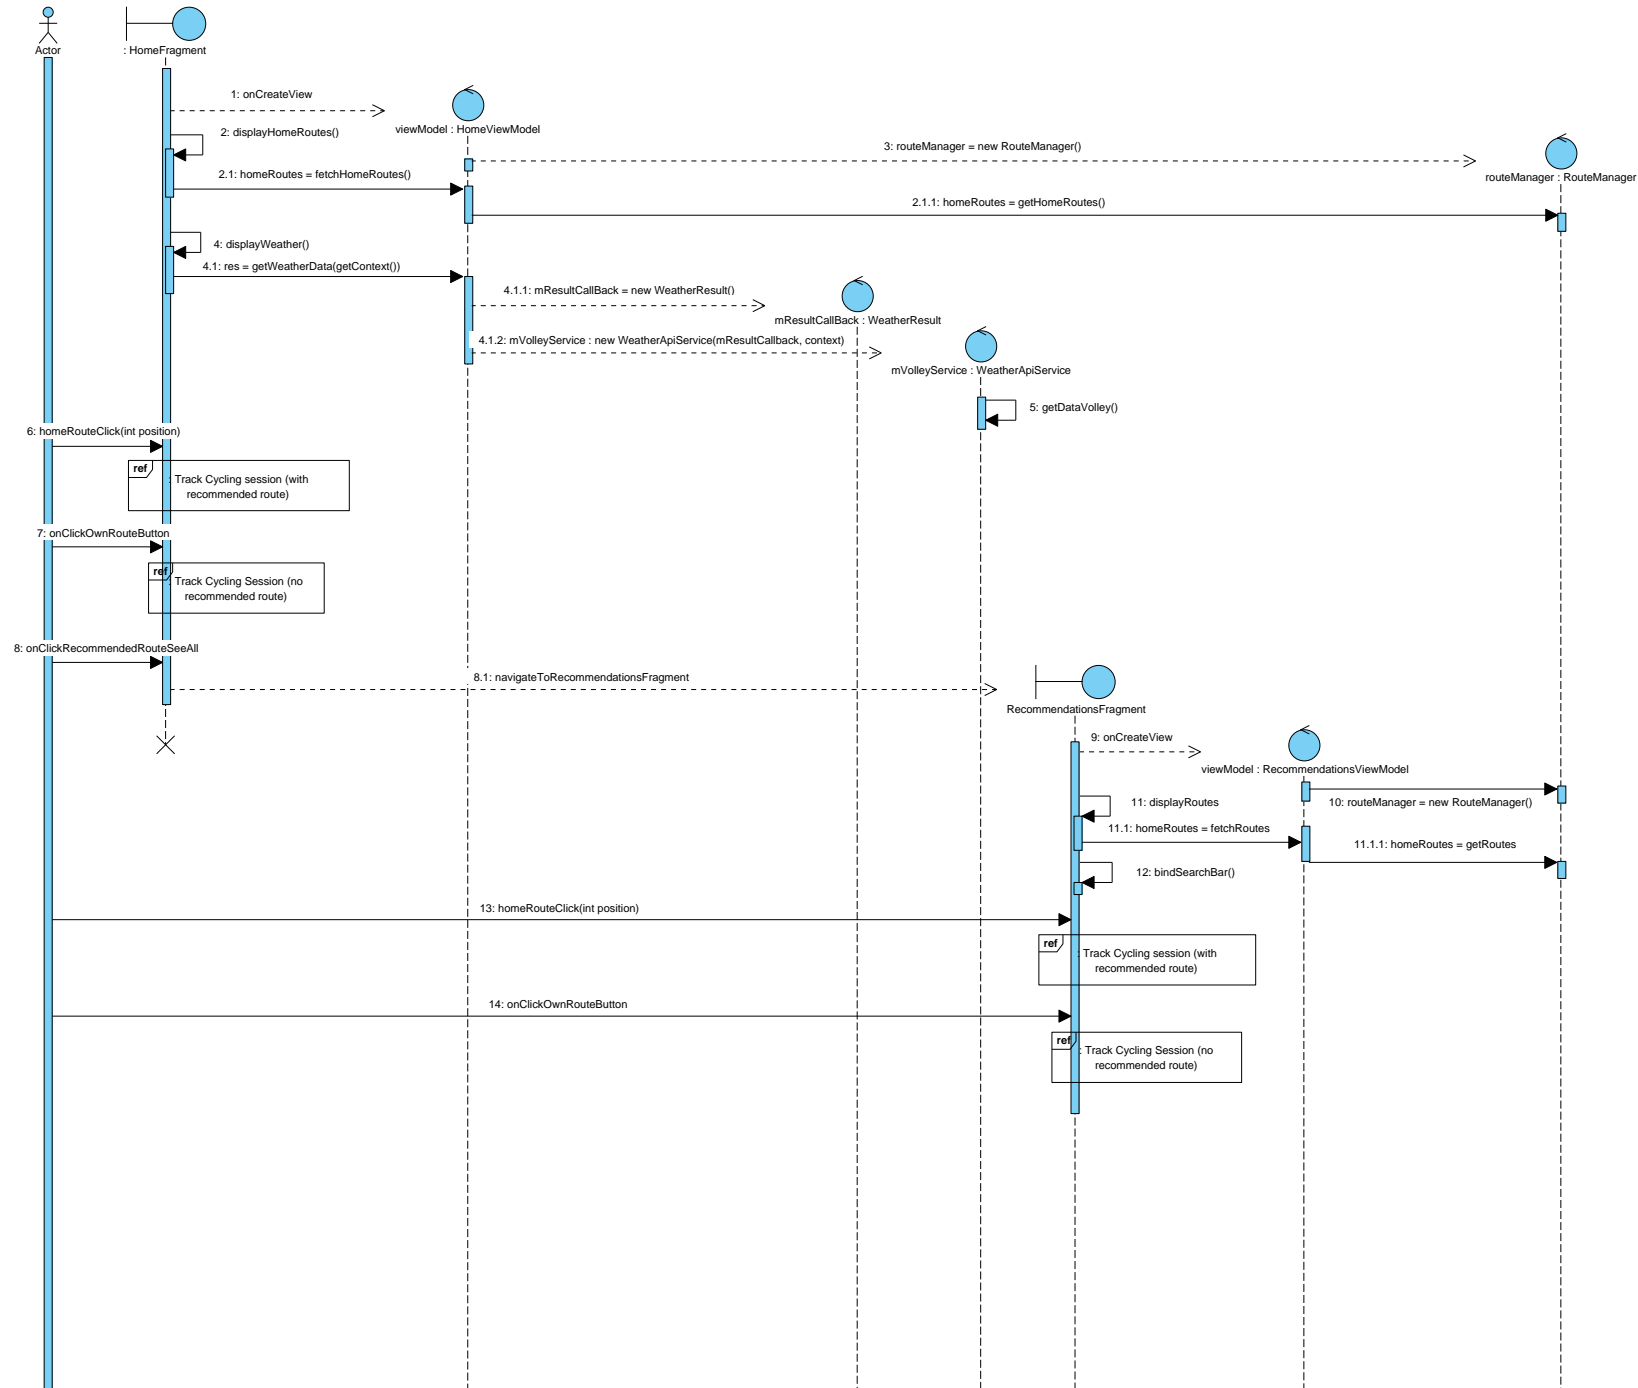 Actor
: HomeFragment
1: onCreateView
viewModel : HomeViewModel
2: displayHomeRoutes()
3: routeManager = new RouteManager()
routeManager : RouteManager
2.1: homeRoutes = fetchHomeRoutes()
2.1.1: homeRoutes = getHomeRoutes()
4: displayWeather()
4.1: res = getWeatherData(getContext())
4.1.1: mResultCallBack = new WeatherResult()
mResultCallBack : WeatherResult
4.1.2: mVolleyService : new WeatherApiService(mResultCallback, context)
mVolleyService : WeatherApiService
5: getDataVolley()
6: homeRouteClick(int position)
ref
: Track Cycling session (with
recommended route)
7: onClickOwnRouteButton
ref
: Track Cycling Session (no
recommended route)
8: onClickRecommendedRouteSeeAll
8.1: navigateToRecommendationsFragment
RecommendationsFragment
9: onCreateView
viewModel : RecommendationsViewModel
10: routeManager = new RouteManager()
11: displayRoutes
11.1: homeRoutes = fetchRoutes
11.1.1: homeRoutes = getRoutes
12: bindSearchBar()
13: homeRouteClick(int position)
ref
: Track Cycling session (with
recommended route)
14: onClickOwnRouteButton
ref
: Track Cycling Session (no
recommended route)